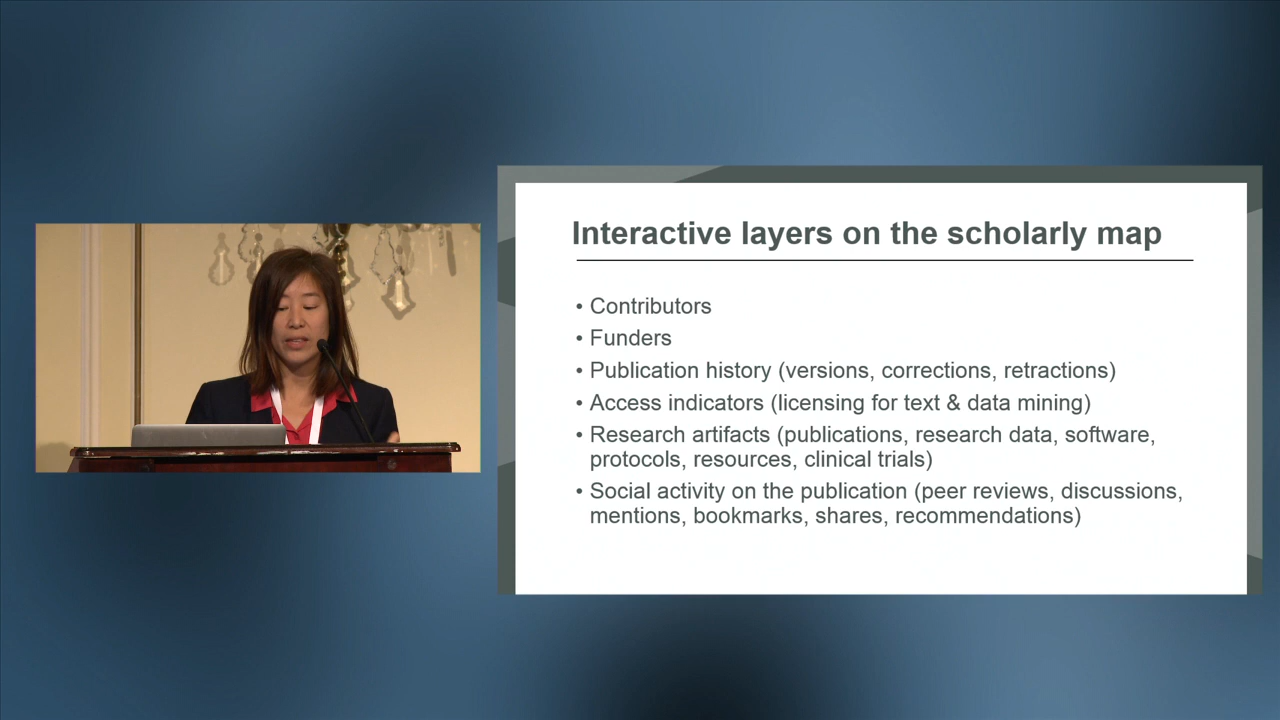 Interactive layers on the scholarly map
• Contributors
• Funders
• Publication history (versions, corrections, retractions)
• Access indicators (licensing for text & data mining)
• Research artifacts (publications, research data, software,
protocols, resources, clinical trials)
• Social activity on the publication (peer reviews, discussions,
mentions, bookmarks, shares, recommendations)